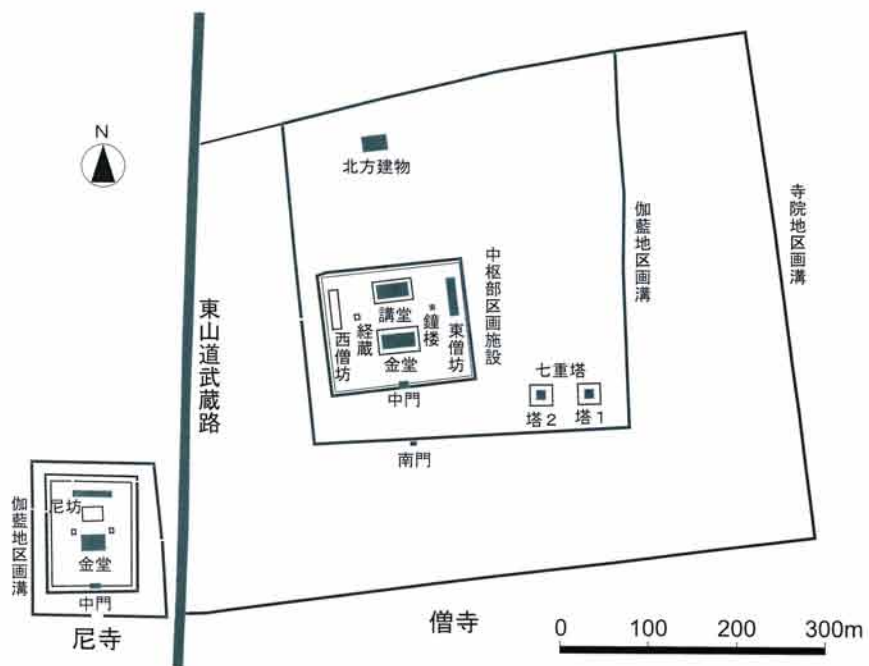 N
北方建物
東山道武蔵路
寺院地区画溝
伽藍地区画溝
中枢部区画施設
講堂
鐘楼
東僧坊
経蔵
西僧坊
金堂
中門
七重塔
塔2
塔1
南門
伽藍地区画溝
尼坊
金堂
中門
尼寺
僧寺
0 100 200 300m